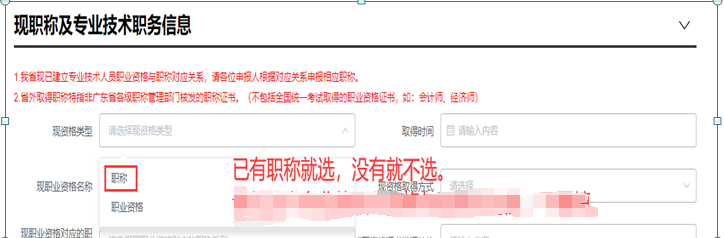 现职称及专业技术职务信息
1.我省现已建立专业技术人员职业资格与职称对应关系，请各位申报人根据对应关系申报相应职称。
2.省外取得职称特指非广东省各级职称管理部门核发的职称证书。（不包括全国统一考试取得的职业资格证书，如：会计师、经济师）
现资格类型 请选择现资格类型 取得时间 请输入内容
职称 已有职称就选，没有就不选。
现职业资格名称 现资格取得方式 请选择
职业资格
现职业资格对应的职 请输入内容